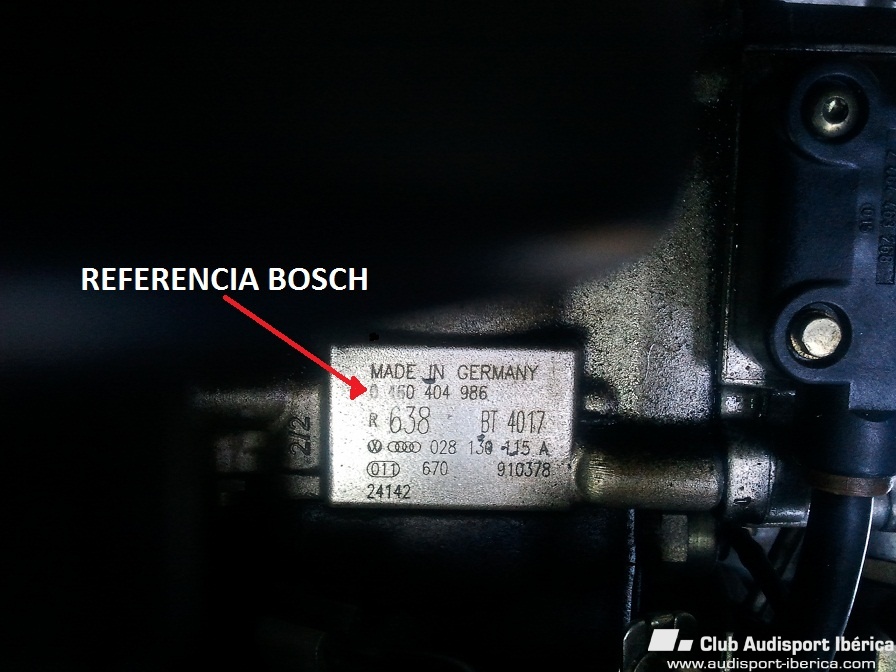 REFERENCIA BOSCH
MADE IN GERMANY
0 460 404 986
R 638 BT 4017
028 130 115 A
011 670 910378
24142
2/2
Club Audisport Ibérica
www.audisport-iberica.com